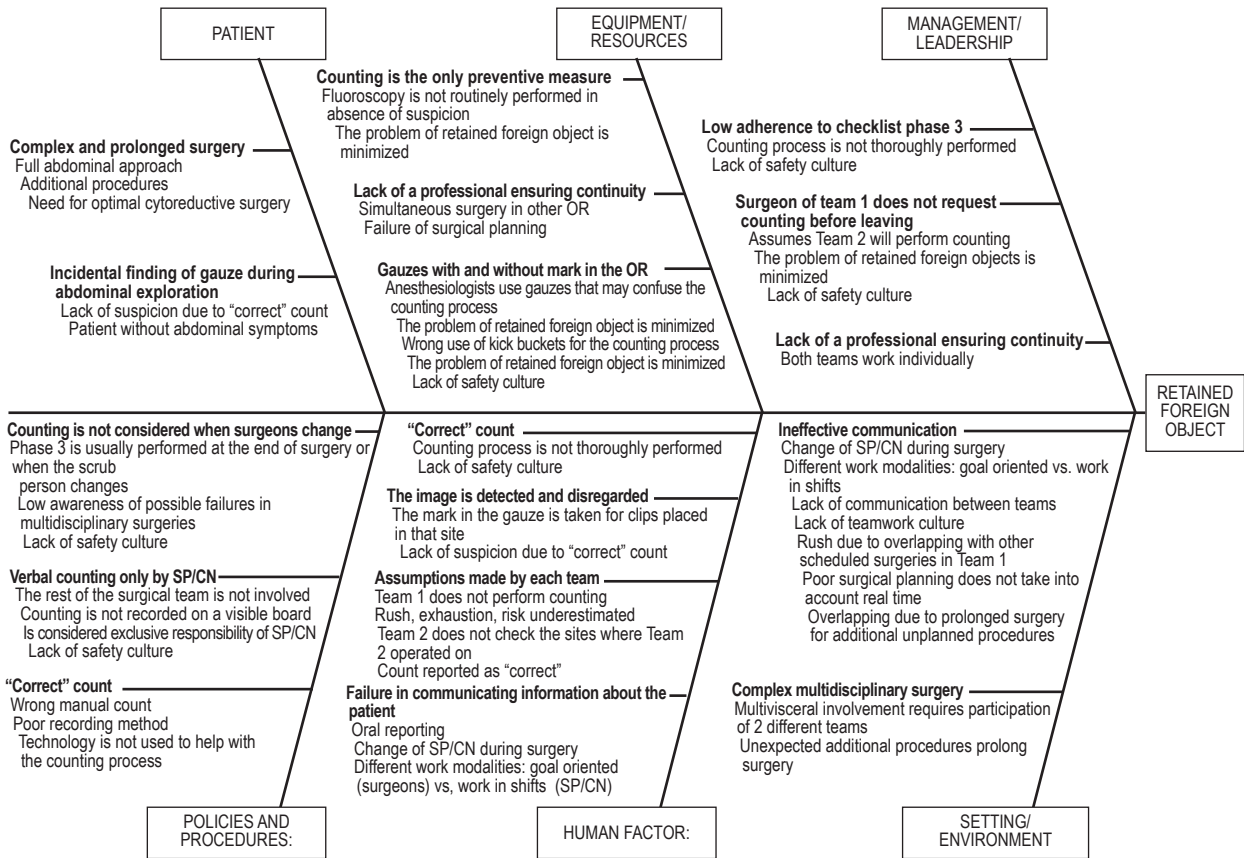 PATIENT
Complex and prolonged surgery
Full abdominal approach
Additional procedures
Need for optimal cytoreductive surgery
Incidental finding of gauze during
abdominal exploration
Lack of suspicion due to “correct” count
Patient without abdominal symptoms
EQUIPMENT/
RESOURCES
Counting is the only preventive measure
Fluoroscopy is not routinely performed in
absence of suspicion
The problem of retained foreign object is
minimized
Lack of a professional ensuring continuity
Simultaneous surgery in other OR
Failure of surgical planning
Gauzes with and without mark in the OR
Anesthesiologists use gauzes that may confuse the
counting process
The problem of retained foreign object is minimized
Wrong use of kick buckets for the counting process
The problem of retained foreign object is minimized
Lack of safety culture
MANAGEMENT/
LEADERSHIP
Low adherence to checklist phase 3
Counting process is not thoroughly performed
Lack of safety culture
Surgeon of team 1 does not request
counting before leaving
Assumes Team 2 will perform counting
The problem of retained foreign objects is
minimized
Lack of safety culture
Lack of a professional ensuring continuity
Both teams work individually
RETAINED
FOREIGN
OBJECT
Counting is not considered when surgeons change
Phase 3 is usually performed at the end of surgery or
when the scrub
person changes
Low awareness of possible failures in
multidisciplinary surgeries
Lack of safety culture
Verbal counting only by SP/CN
The rest of the surgical team is not involved
Counting is not recorded on a visible board
Is considered exclusive responsibility of SP/CN
Lack of safety culture
“Correct” count
Wrong manual count
Poor recording method
Technology is not used to help with
the counting process
POLICIES AND
PROCEDURES:
“Correct” count
Counting process is not thoroughly performed
Lack of safety culture
The image is detected and disregarded
The mark in the gauze is taken for clips placed
in that site
Lack of suspicion due to “correct” count
Assumptions made by each team
Team 1 does not perform counting
Rush, exhaustion, risk underestimated
Team 2 does not check the sites where Team
2 operated on
Count reported as “correct”
Failure in communicating information about the
patient
Oral reporting
Change of SP/CN during surgery
Different work modalities: goal oriented
(surgeons) vs, work in shifts (SP/CN)
HUMAN FACTOR:
Ineffective communication
Change of SP/CN during surgery
Different work modalities: goal oriented vs. work
in shifts
Lack of communication between teams
Lack of teamwork culture
Rush due to overlapping with other
scheduled surgeries in Team 1
Poor surgical planning does not take into
account real time
Overlapping due to prolonged surgery
for additional unplanned procedures
Complex multidisciplinary surgery
Multivisceral involvement requires participation
of 2 different teams
Unexpected additional procedures prolong
surgery
SETTING/
ENVIRONMENT